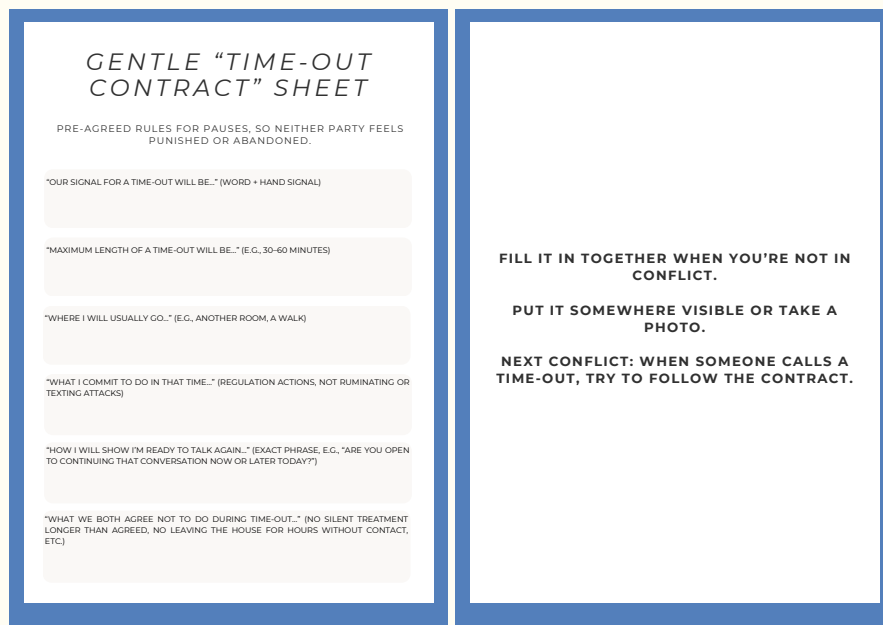 GENTLE “TIME-OUT
CONTRACT” SHEET
PRE-AGREED RULES FOR PAUSES, SO NEITHER PARTY FEELS
PUNISHED OR ABANDONED.
“OUR SIGNAL FOR A TIME-OUT WILL BE…” (WORD + HAND SIGNAL)
“MAXIMUM LENGTH OF A TIME-OUT WILL BE…” (E.G., 30–60 MINUTES)
“WHERE I WILL USUALLY GO…” (E.G., ANOTHER ROOM, A WALK)
“WHAT I COMMIT TO DO IN THAT TIME…” (REGULATION ACTIONS, NOT RUMINATING OR
TEXTING ATTACKS)
“HOW I WILL SHOW I’M READY TO TALK AGAIN…” (EXACT PHRASE, E.G., “ARE YOU OPEN
TO CONTINUING THAT CONVERSATION NOW OR LATER TODAY?”)
“WHAT WE BOTH AGREE NOT TO DO DURING TIME-OUT…” (NO SILENT TREATMENT
LONGER THAN AGREED, NO LEAVING THE HOUSE FOR HOURS WITHOUT CONTACT,
ETC.)
FILL IT IN TOGETHER WHEN YOU’RE NOT IN
CONFLICT.
PUT IT SOMEWHERE VISIBLE OR TAKE A
PHOTO.
NEXT CONFLICT: WHEN SOMEONE CALLS A
TIME-OUT, TRY TO FOLLOW THE CONTRACT.